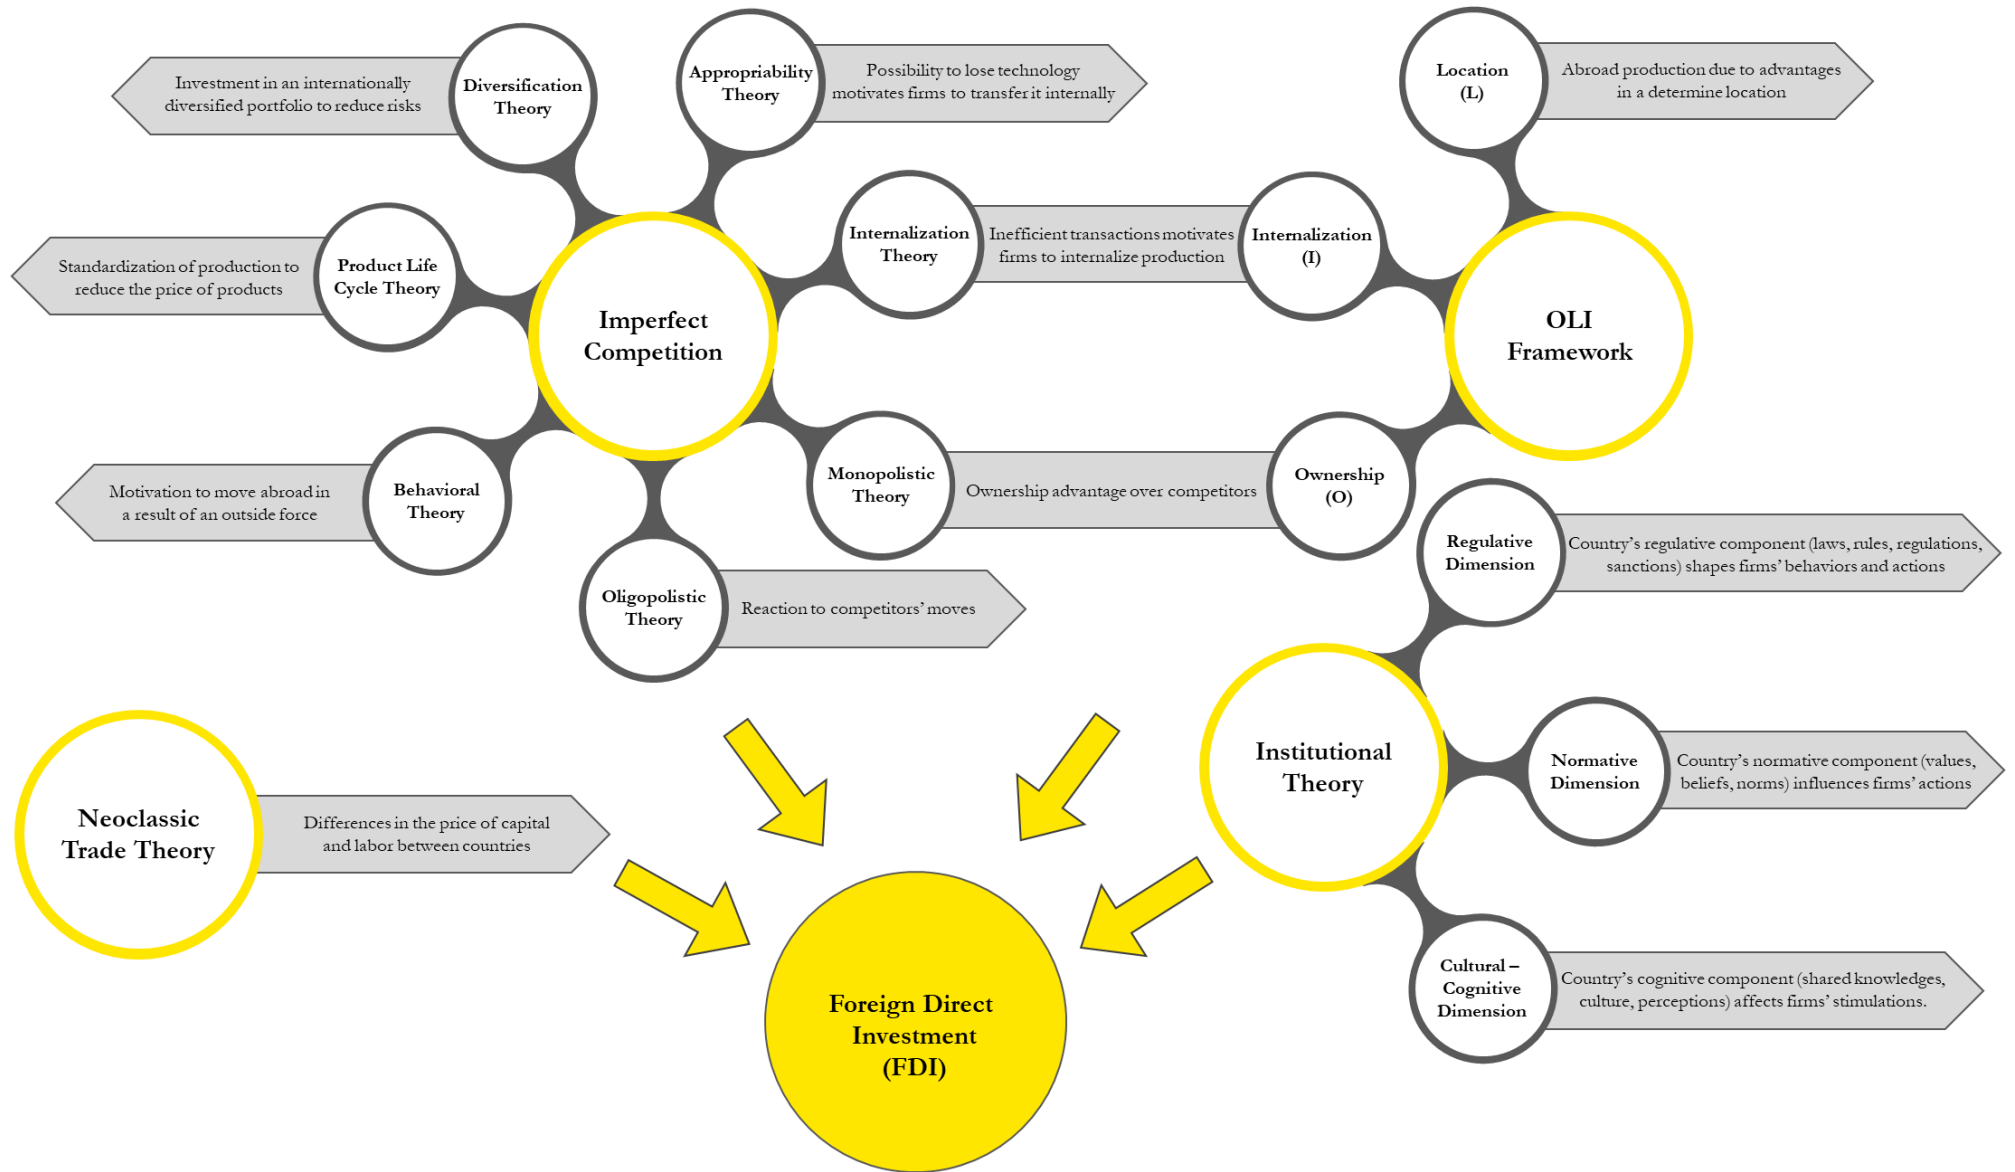 Investment in an internationally
diversified portfolio to reduce risks
Diversification
Theory
Appropriability
Theory
Possibility to lose technology
motivates firms to transfer it internally
Location
(L)
Abroad production due to advantages
in a determine location
Standardization of production to
reduce the price of products
Product Life
Cycle Theory
Internalization
Theory
Inefficient transactions motivates
firms to internalize production
Internalization
(I)
Imperfect
Competition
OLI
Framework
Motivation to move abroad in
a result of an outside force
Behavioral
Theory
Monopolistic
Theory
Ownership advantage over competitors
Ownership
(O)
Oligopolistic
Theory
Reaction to competitors’ moves
Regulative
Dimension
Country’s regulative component (laws, rules, regulations,
sanctions) shapes firms’ behaviors and actions
Neoclassic
Trade Theory
Differences in the price of capital
and labor between countries
Institutional
Theory
Normative
Dimension
Country’s normative component (values,
beliefs, norms) influences firms’ actions
Foreign Direct
Investment
(FDI)
Cultural –
Cognitive
Dimension
Country’s cognitive component (shared knowledges,
culture, perceptions) affects firms’ stimulations.